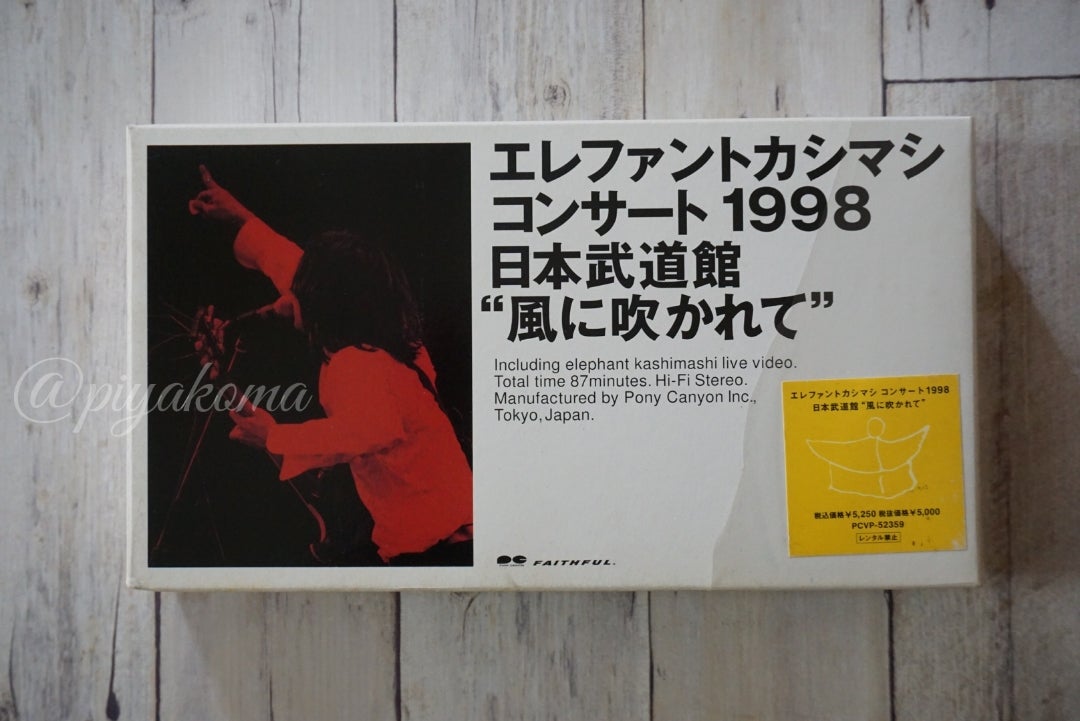 エレファントカシマシ
コンサート 1998
日本武道館
“風に吹かれて”
Including elephant kashimashi live video.
Total time 87minutes. Hi-Fi Stereo.
Manufactured by Pony Canyon Inc.,
Tokyo, Japan.
FAITHFUL.
エレファントカシマシ コンサート1998
日本武道館 “風に吹かれて”
税込価格¥5,250 税抜価格¥5,000
PCVP-52359
レンタル禁止
@piyakoma